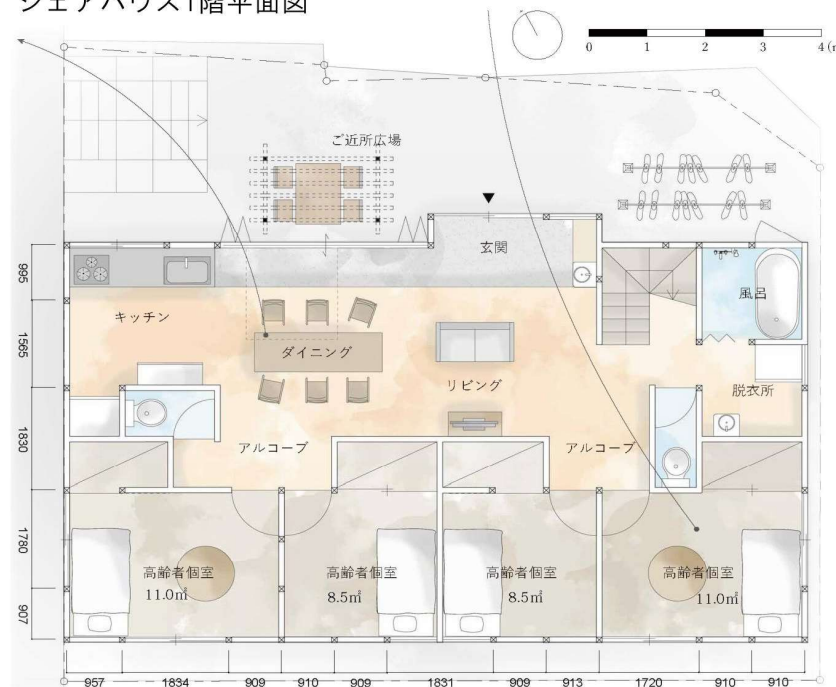 シェアハウス1階平面図
0 1 2 3 4(m
ご近所広場
玄関
風呂
キッチン
ダイニング
リビング
脱衣所
アルコーブ
アルコーブ
高齢者個室
11.0㎡
高齢者個室
8.5㎡
高齢者個室
8.5㎡
高齢者個室
11.0㎡
995
1565
1830
1780
907
957 1834 909 910 909 1831 909 913 1720 910 910